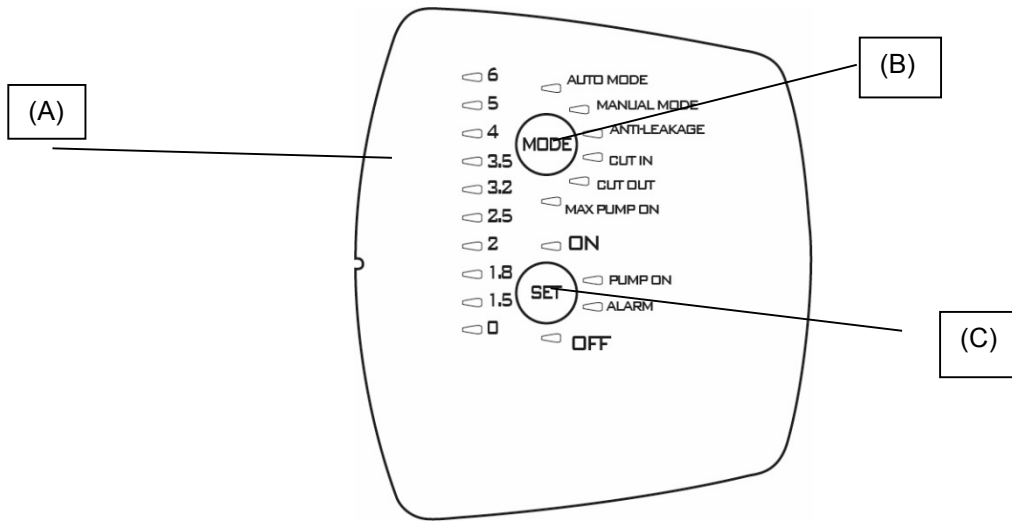 (A)
(B)
(C)
6
5
4
3.5
3.2
2.5
2
1.8
1.5
0
AUTO MODE
MANUAL MODE
ANTI-LEAKAGE
MODE
CUT IN
CUT OUT
MAX PUMP ON
ON
PUMP ON
SET
ALARM
OFF